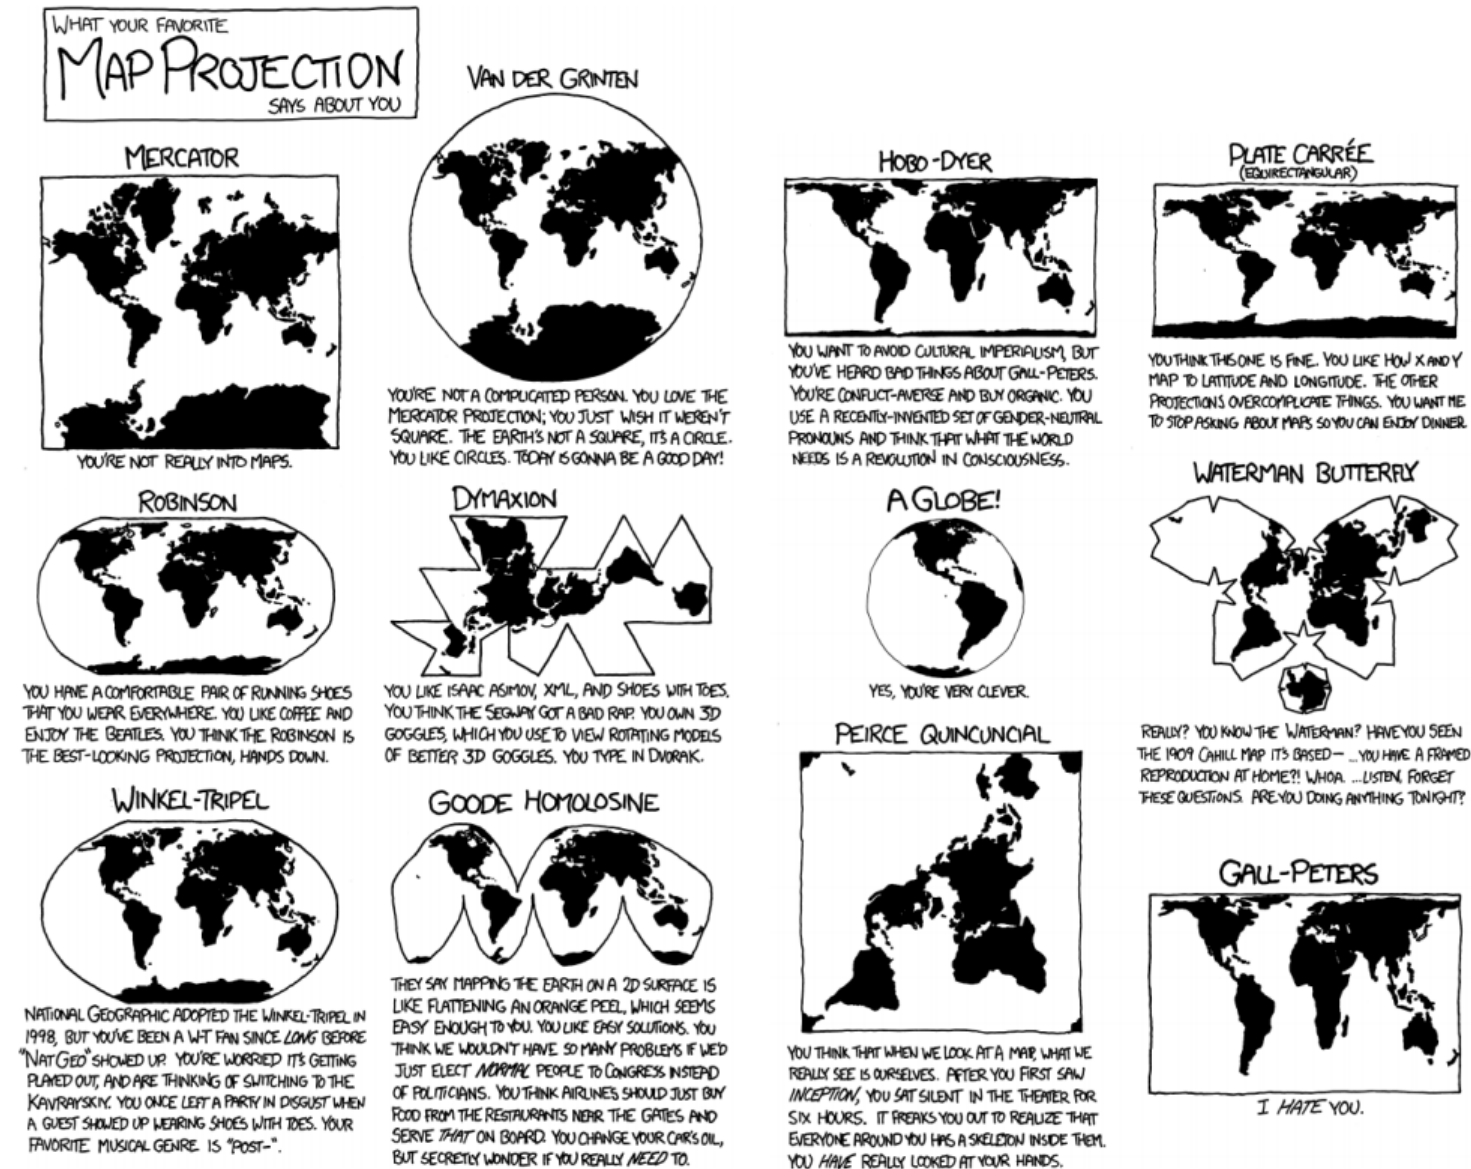 WHAT YOUR FAVORITE
MAP PROJECTION
SAYS ABOUT YOU
MERCATOR
YOU'RE NOT REALLY INTO MAPS.
VAN DER GRINTEN
YOU'RE NOT A COMPLICATED PERSON. YOU LOVE THE
MERCATOR PROJECTION; YOU JUST WISH IT WEREN'T
SQUARE. THE EARTH'S NOT A SQUARE, IT'S A CIRCLE.
YOU LIKE CIRCLES. TODAY IS GONNA BE A GOOD DAY!
ROBINSON
YOU HAVE A COMFORTABLE PAIR OF RUNNING SHOES
THAT YOU WEAR EVERYWHERE. YOU LIKE COFFEE AND
ENJOY THE BEATLES. YOU THINK THE ROBINSON IS
THE BEST-LOOKING PROJECTION, HANDS DOWN.
DYMAXION
YOU LIKE ISAAC ASIMOV, XML, AND SHOES WITH TOES.
YOU THINK THE SEGWAY GOT A BAD RAP. YOU OWN 3D
GOGGLES, WHICH YOU USE TO VIEW ROTATING MODELS
OF BETTER 3D GOGGLES. YOU TYPE IN DVORAK.
WINKEL-TRIPEL
NATIONAL GEOGRAPHIC ADOPTED THE WINKEL-TRIPEL IN
1998, BUT YOU'VE BEEN A W-T FAN SINCE LONG BEFORE
"NAT GEO" SHOWED UP. YOU'RE WORRIED IT'S GETTING
PLAYED OUT, AND ARE THINKING OF SWITCHING TO THE
KAVRAYSKIY. YOU ONCE LEFT A PARTY IN DISGUST WHEN
A GUEST SHOWED UP WEARING SHOES WITH TOES. YOUR
FAVORITE MUSICAL GENRE IS "POST-".
GOODE HOMOLOSINE
THEY SAY MAPPING THE EARTH ON A 2D SURFACE IS
LIKE FLATTENING AN ORANGE PEEL, WHICH SEEMS
EASY ENOUGH TO YOU. YOU LIKE EASY SOLUTIONS. YOU
THINK WE WOULDN'T HAVE SO MANY PROBLEMS IF WE'D
JUST ELECT NORMAL PEOPLE TO CONGRESS INSTEAD
OF POLITICIANS. YOU THINK AIRLINES SHOULD JUST BUY
FOOD FROM THE RESTAURANTS NEAR THE GATES AND
SERVE THAT ON BOARD. YOU CHANGE YOUR CAR'S OIL,
BUT SECRETLY WONDER IF YOU REALLY NEED TO.
HOBO-DYER
YOU WANT TO AVOID CULTURAL IMPERIALISM, BUT
YOU'VE HEARD BAD THINGS ABOUT GALL-PETERS.
YOU'RE CONFLICT-AVERSE AND BUY ORGANIC. YOU
USE A RECENTLY-INVENTED SET OF GENDER-NEUTRAL
PRONOUNS AND THINK THAT WHAT THE WORLD
NEEDS IS A REVOLUTION IN CONSCIOUSNESS.
PLATE CARRÉE
(EQUIRECTANGULAR)
YOU THINK THIS ONE IS FINE. YOU LIKE HOW X AND Y
MAP TO LATITUDE AND LONGITUDE. THE OTHER
PROJECTIONS OVERCOMPLICATE THINGS. YOU WANT ME
TO STOP ASKING ABOUT MAPS SO YOU CAN ENJOY DINNER.
A GLOBE!
YES, YOU'RE VERY CLEVER.
WATERMAN BUTTERFLY
REALLY? YOU KNOW THE WATERMAN? HAVE YOU SEEN
THE 1909 CAHILL MAP IT'S BASED— ...YOU HAVE A FRAMED
REPRODUCTION AT HOME?! WHOA. ...LISTEN, FORGET
THESE QUESTIONS. ARE YOU DOING ANYTHING TONIGHT?
PEIRCE QUINCUNCIAL
YOU THINK THAT WHEN WE LOOK AT A MAP, WHAT WE
REALLY SEE IS OURSELVES. AFTER YOU FIRST SAW
INCEPTION, YOU SAT SILENT IN THE THEATER FOR
SIX HOURS. IT FREAKS YOU OUT TO REALIZE THAT
EVERYONE AROUND YOU HAS A SKELETON INSIDE THEM.
YOU HAVE REALLY LOOKED AT YOUR HANDS.
GALL-PETERS
I HATE YOU.